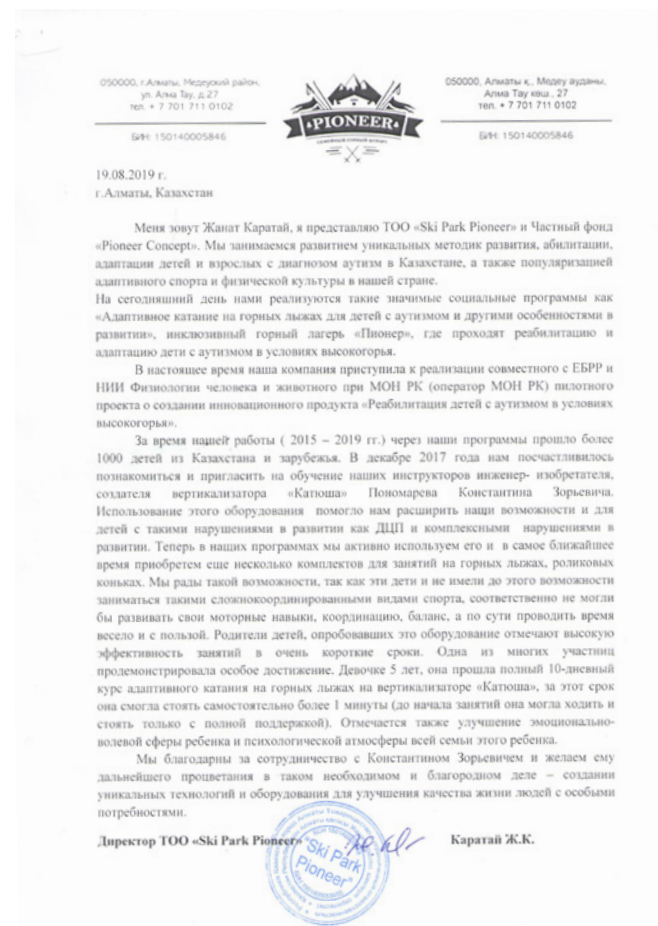 050000, г.Алматы, Медеуский район,
ул. Алма Тау, д.27
тел. + 7 701 711 0102
БИН: 150140005846
PIONEER
СЕМЕЙНЫЙ ГОРНЫЙ КУРОРТ
050000, Алматы қ., Медеу ауданы,
Алма Тау көш., 27
тел. + 7 701 711 0102
БИН: 150140005846
19.08.2019 г.
г.Алматы, Казахстан
Меня зовут Жанат Каратай, я представляю ТОО «Ski Park Pioneer» и Частный фонд
«Pioneer Concept». Мы занимаемся развитием уникальных методик развития, абилитации,
адаптации детей и взрослых с диагнозом аутизм в Казахстане, а также популяризацией
адаптивного спорта и физической культуры в нашей стране.
На сегодняшний день нами реализуются такие значимые социальные программы как
«Адаптивное катание на горных лыжах для детей с аутизмом и другими особенностями в
развитии», инклюзивный горный лагерь «Пионер», где проходят реабилитацию и
адаптацию дети с аутизмом в условиях высокогорья.
В настоящее время наша компания приступила к реализации совместного с ЕБРР и
НИИ Физиологии человека и животного при МОН РК (оператор МОН РК) пилотного
проекта о создании инновационного продукта «Реабилитация детей с аутизмом в условиях
высокогорья».
За время нашей работы ( 2015 – 2019 гг.) через наши программы прошло более
1000 детей из Казахстана и зарубежья. В декабре 2017 года нам посчастливилось
познакомиться и пригласить на обучение наших инструкторов инженер- изобретателя,
создателя вертикализатора «Катюша» Пономарева Константина Зорьевича.
Использование этого оборудования помогло нам расширить наши возможности и для
детей с такими нарушениями в развитии как ДЦП и комплексными нарушениями в
развитии. Теперь в наших программах мы активно используем его и в самое ближайшее
время приобретем еще несколько комплектов для занятий на горных лыжах, роликовых
коньках. Мы рады такой возможности, так как эти дети и не имели до этого возможности
заниматься такими сложнокоординированными видами спорта, соответственно не могли
бы развивать свои моторные навыки, координацию, баланс, а по сути проводить время
весело и с пользой. Родители детей, опробовавших это оборудование отмечают высокую
эффективность занятий в очень короткие сроки. Одна из многих участниц
продемонстрировала особое достижение. Девочке 5 лет, она прошла полный 10-дневный
курс адаптивного катания на горных лыжах на вертикализаторе «Катюша», за этот срок
она смогла стоять самостоятельно более 1 минуты (до начала занятий она могла ходить и
стоять только с полной поддержкой). Отмечается также улучшение эмоционально-
волевой сферы ребенка и психологической атмосферы всей семьи этого ребенка.
Мы благодарны за сотрудничество с Константином Зорьевичем и желаем ему
дальнейшего процветания в таком необходимом и благородном деле – создании
уникальных технологий и оборудования для улучшения качества жизни людей с особыми
потребностями.
Директор ТОО «Ski Park Pioneer» Каратай Ж.К.
"Ski Park
Pioneer"